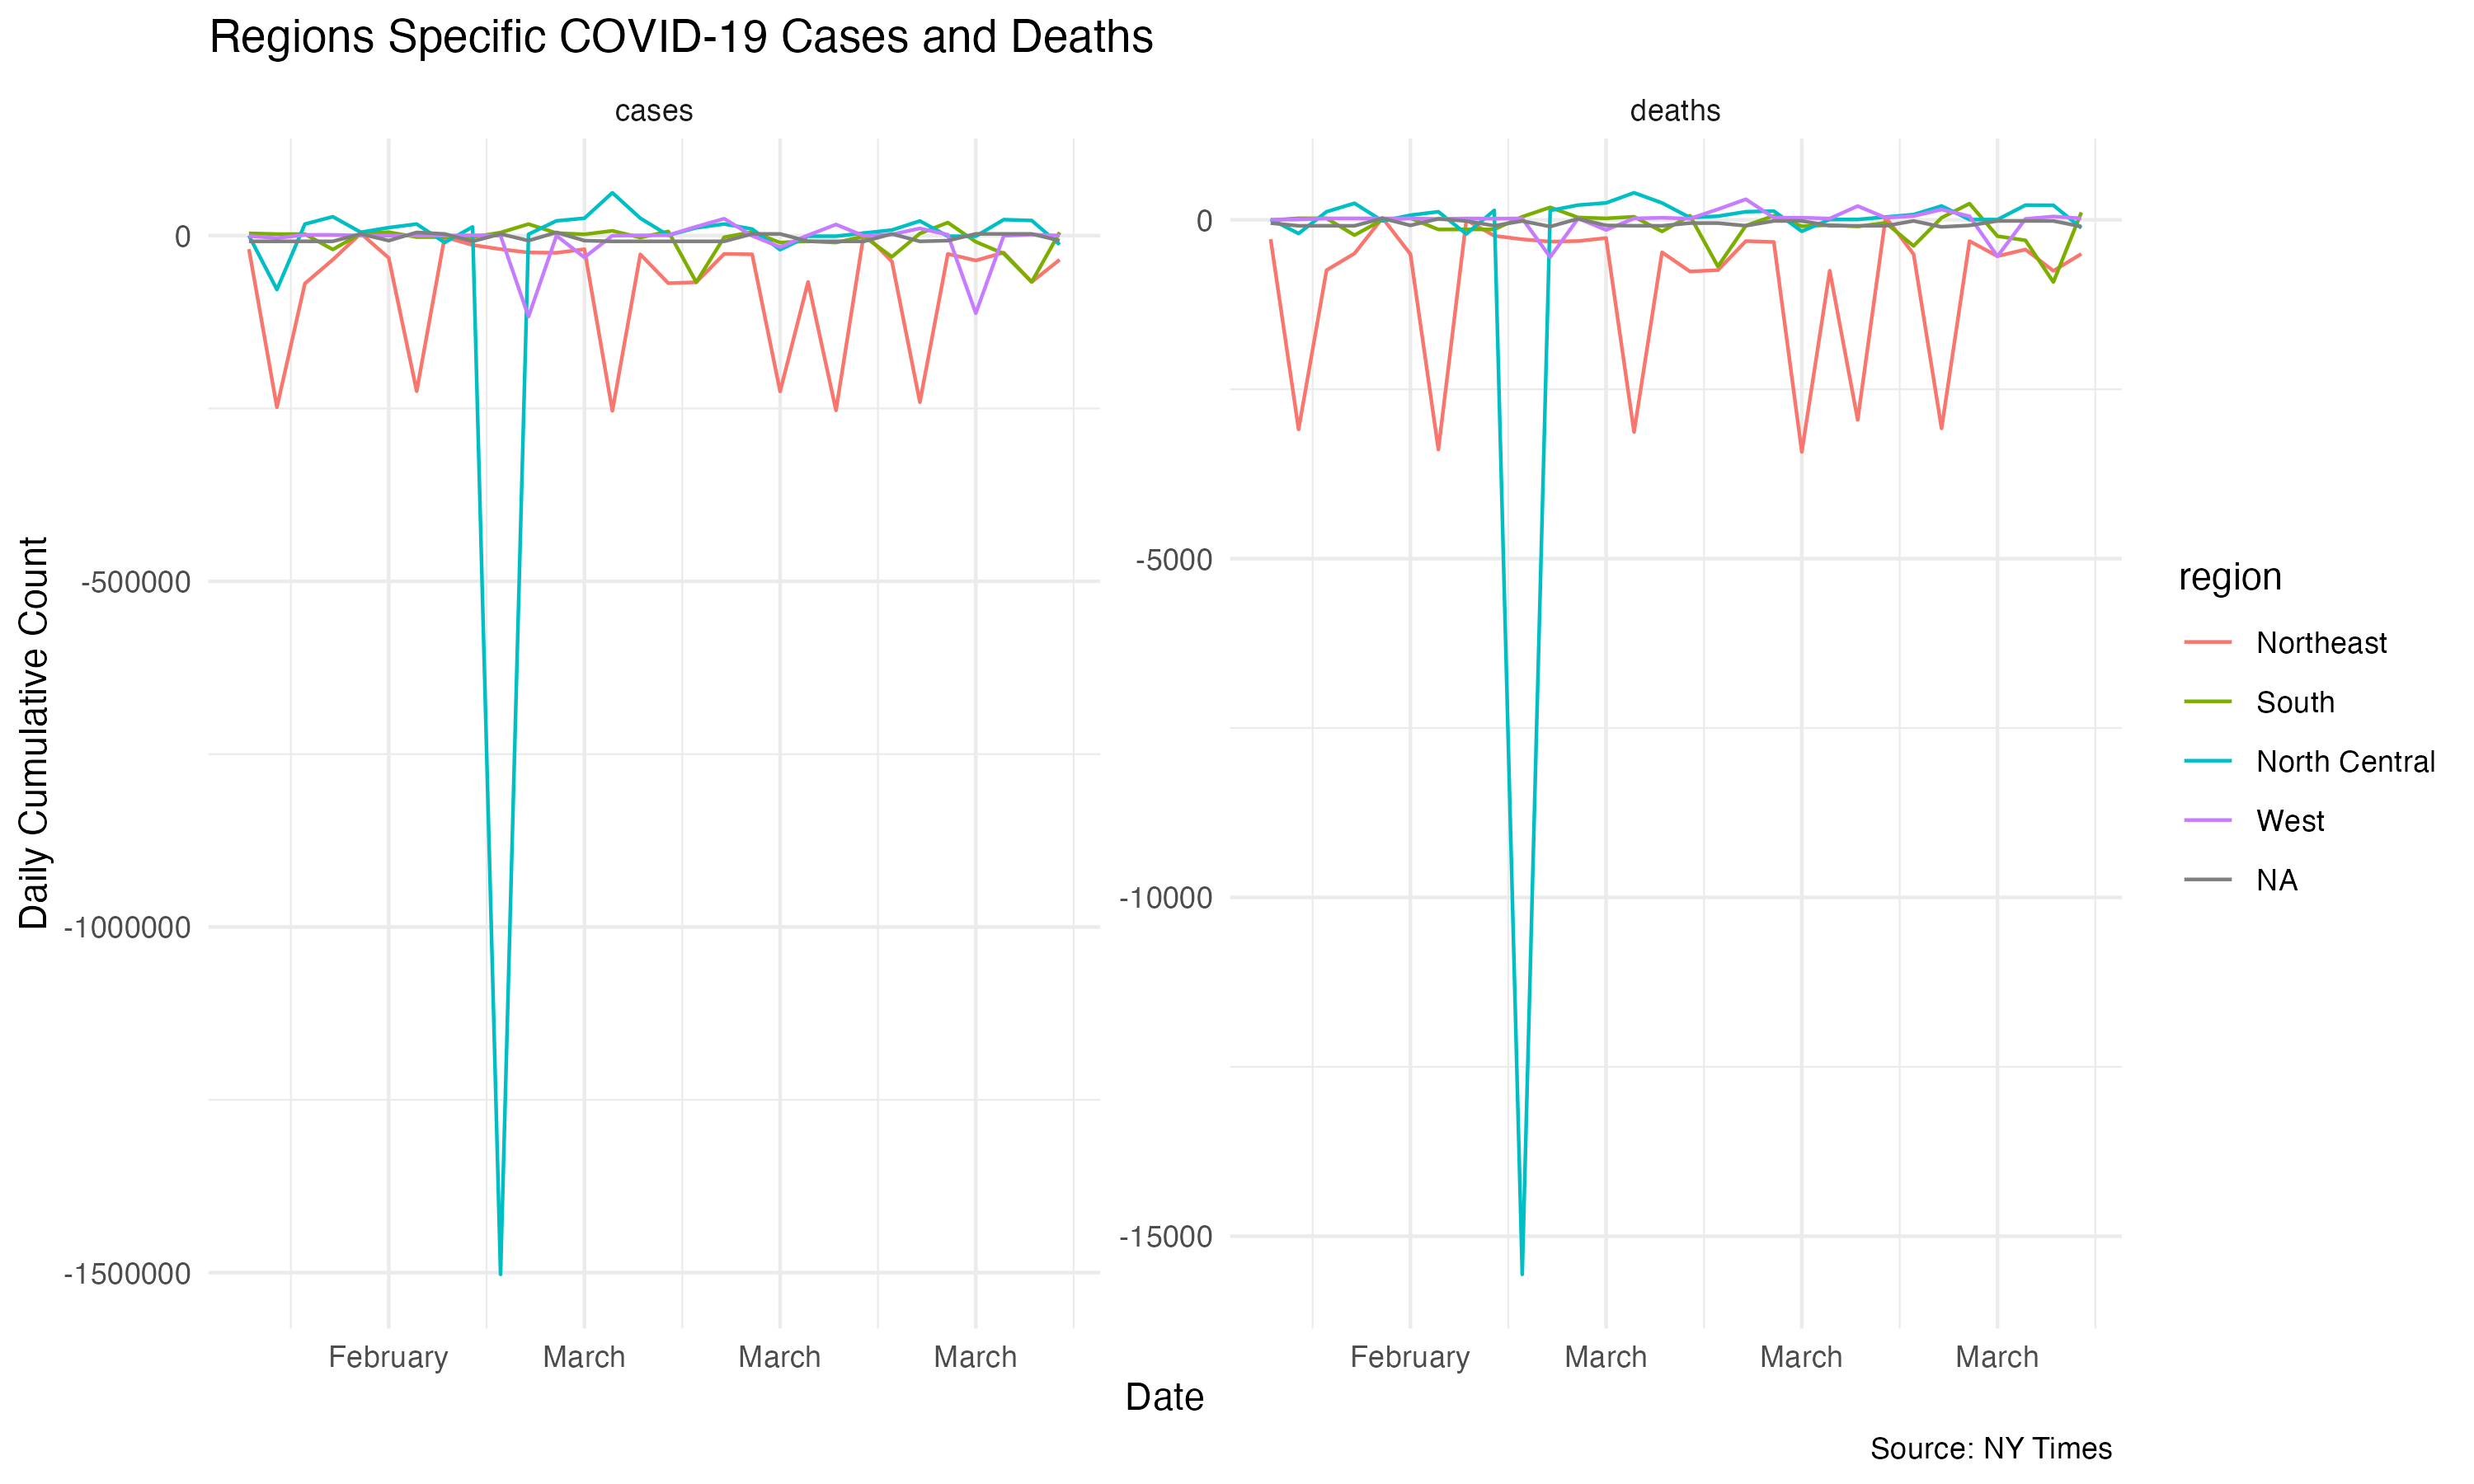 Regions Specific COVID-19 Cases and Deaths
cases
deaths
Daily Cumulative Count
0
-500000
-1000000
-1500000
0
-5000
-10000
-15000
February
March
March
March
February
March
March
March
Date
region
Northeast
South
North Central
West
NA
Source: NY Times